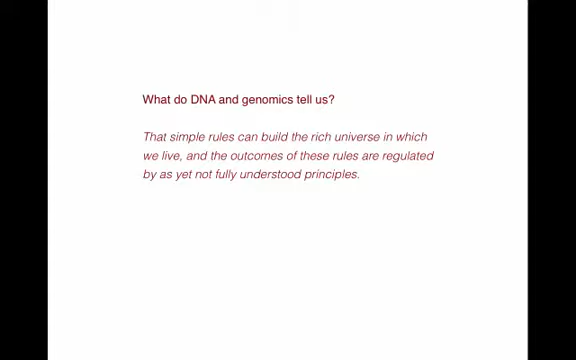 What do DNA and genomics tell us?
That simple rules can build the rich universe in which
we live, and the outcomes of these rules are regulated
by as yet not fully understood principles.